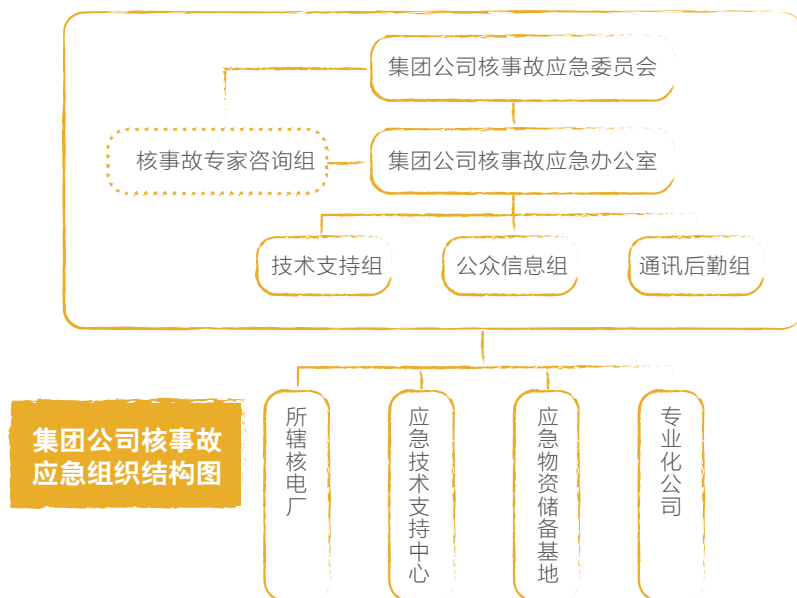 集团公司核事故应急委员会
核事故专家咨询组
集团公司核事故应急办公室
技术支持组
公众信息组
通讯后勤组
集团公司核事故
应急组织结构图
所辖核电厂
应急技术支持中心
应急物资储备基地
专业化公司